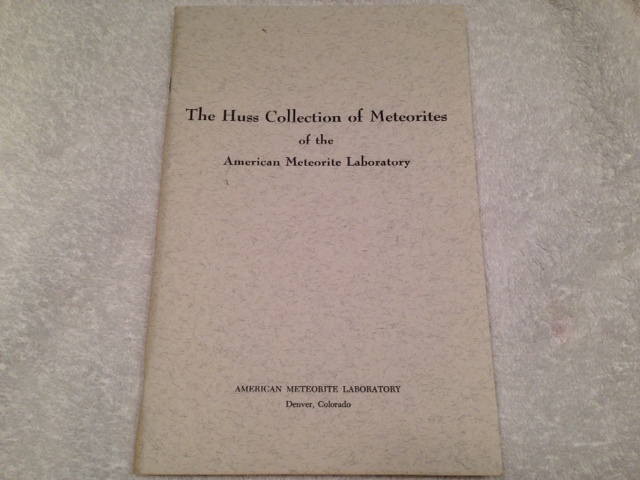 The Huss Collection of Meteorites
of the
American Meteorite Laboratory
AMERICAN METEORITE LABORATORY
Denver, Colorado